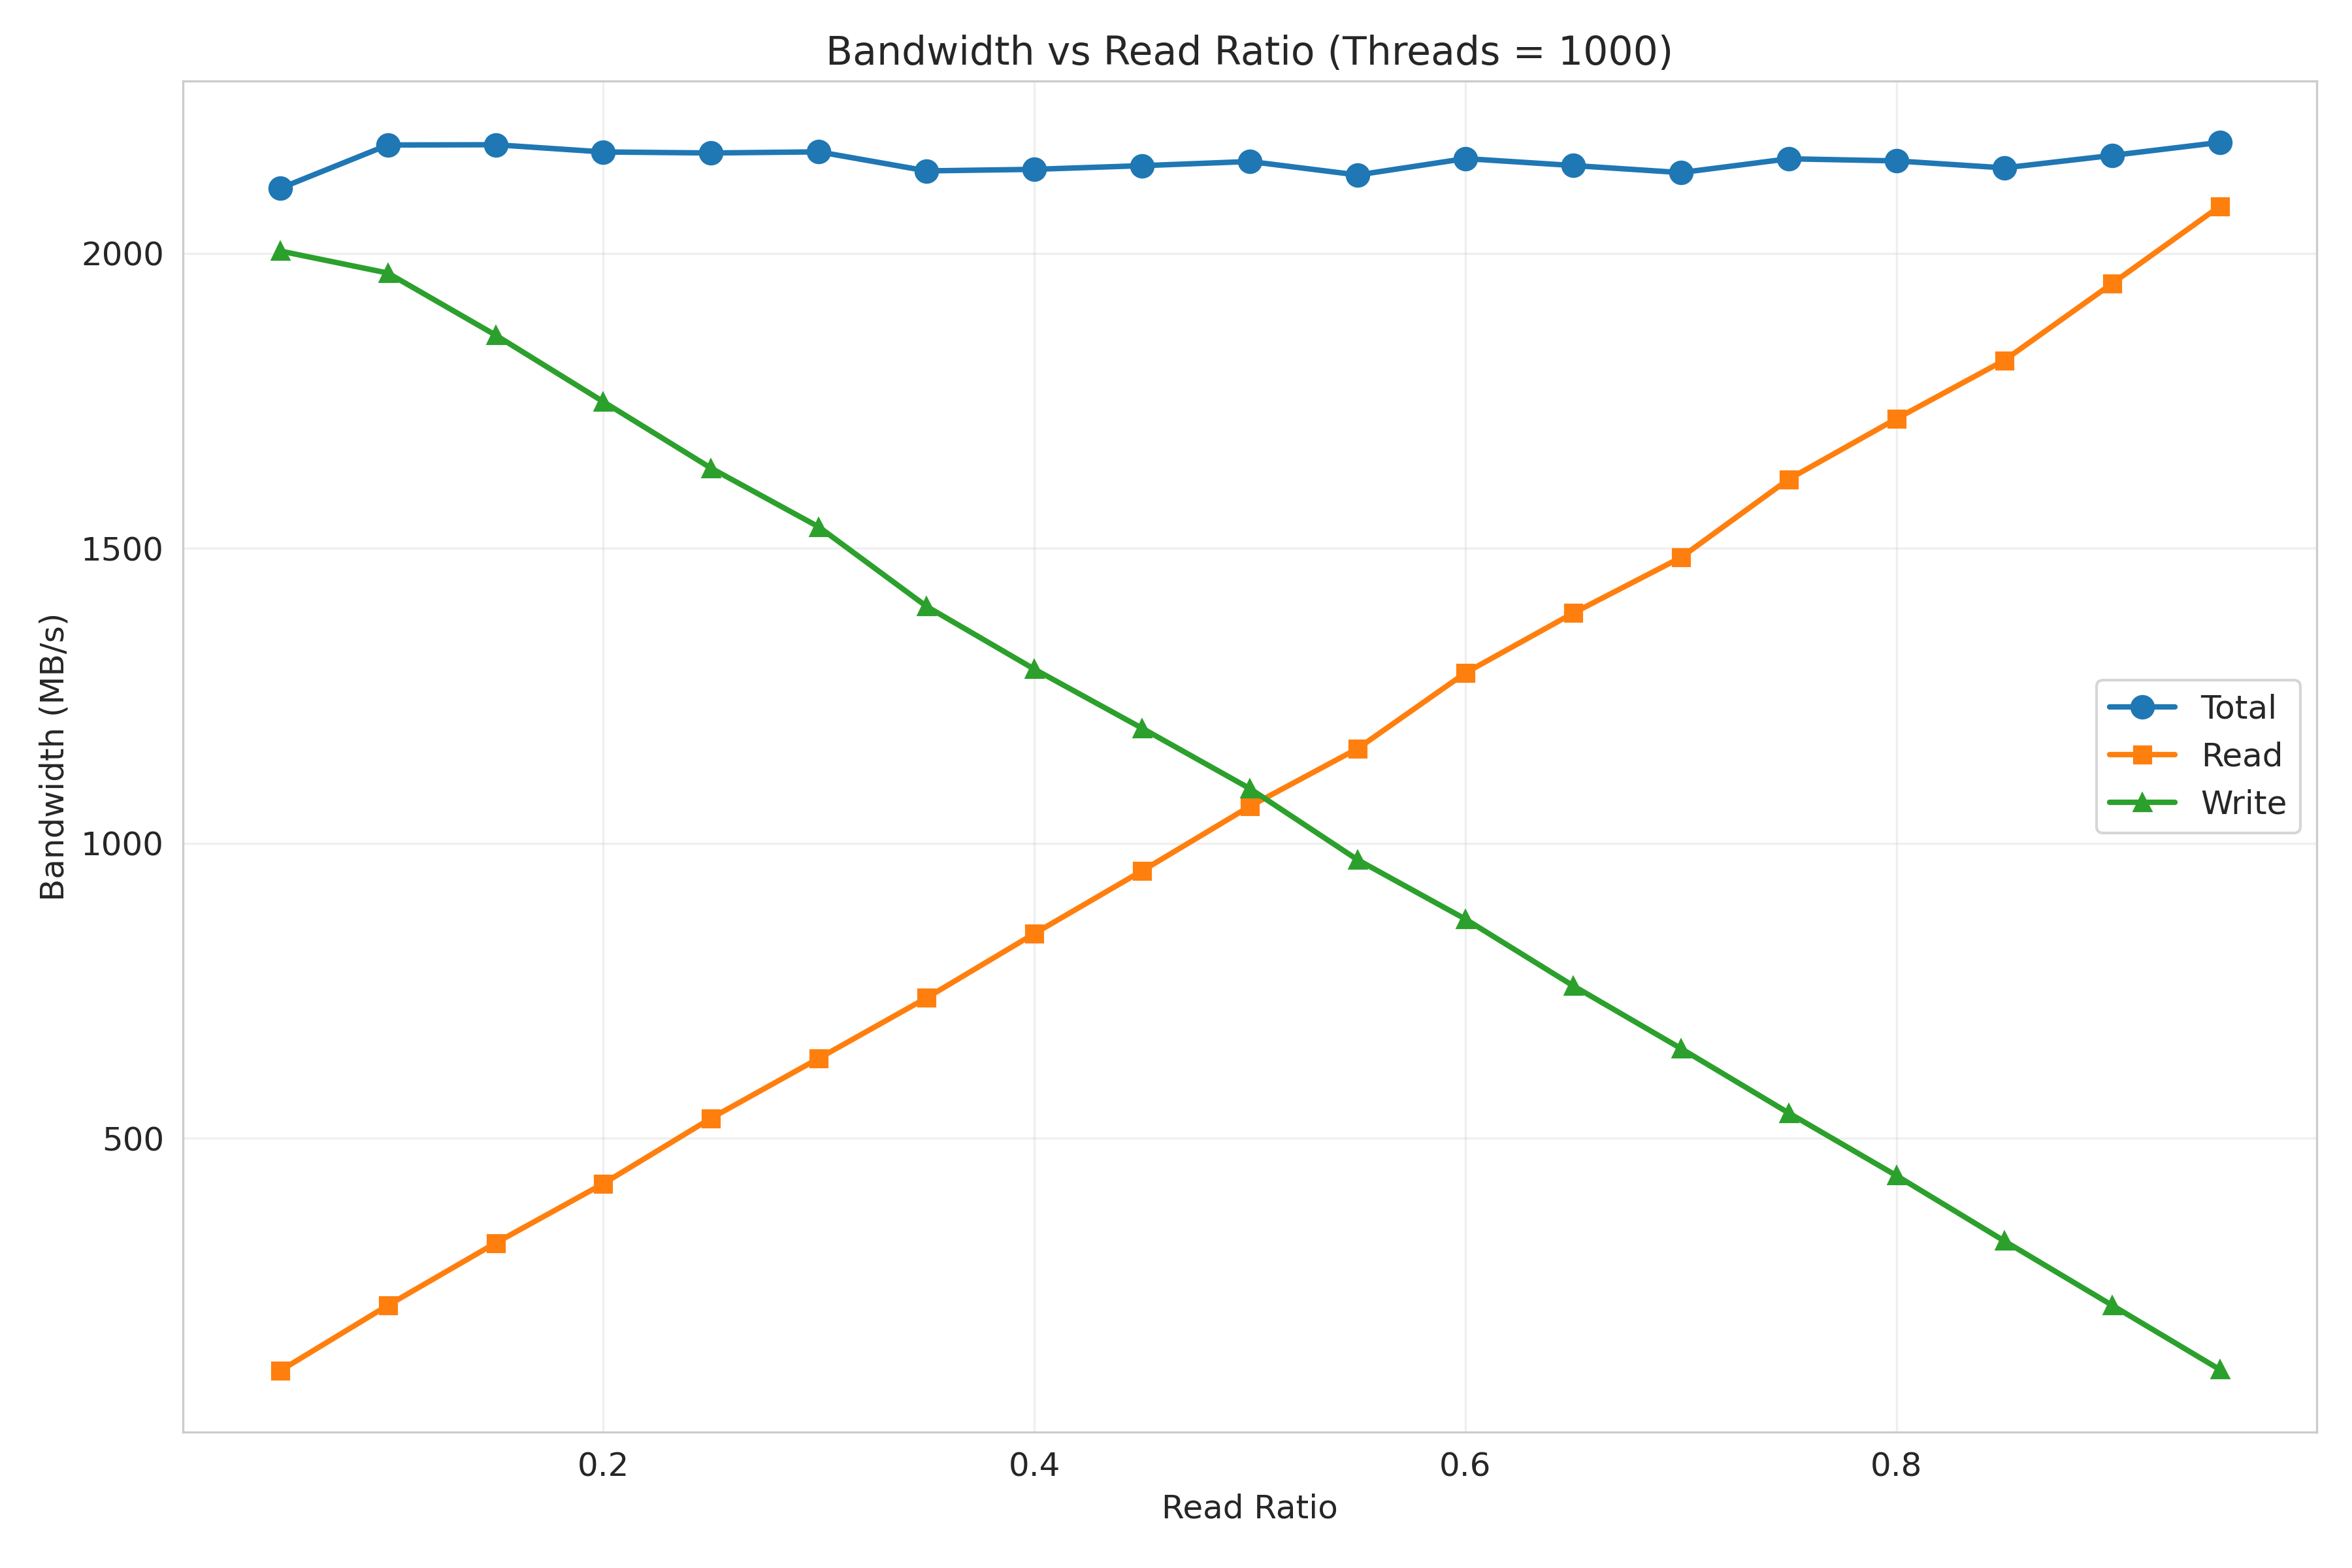 Bandwidth vs Read Ratio (Threads = 1000)
Bandwidth (MB/s)
2000
1500
1000
500
Total
Read
Write
0.2 0.4 0.6 0.8
Read Ratio